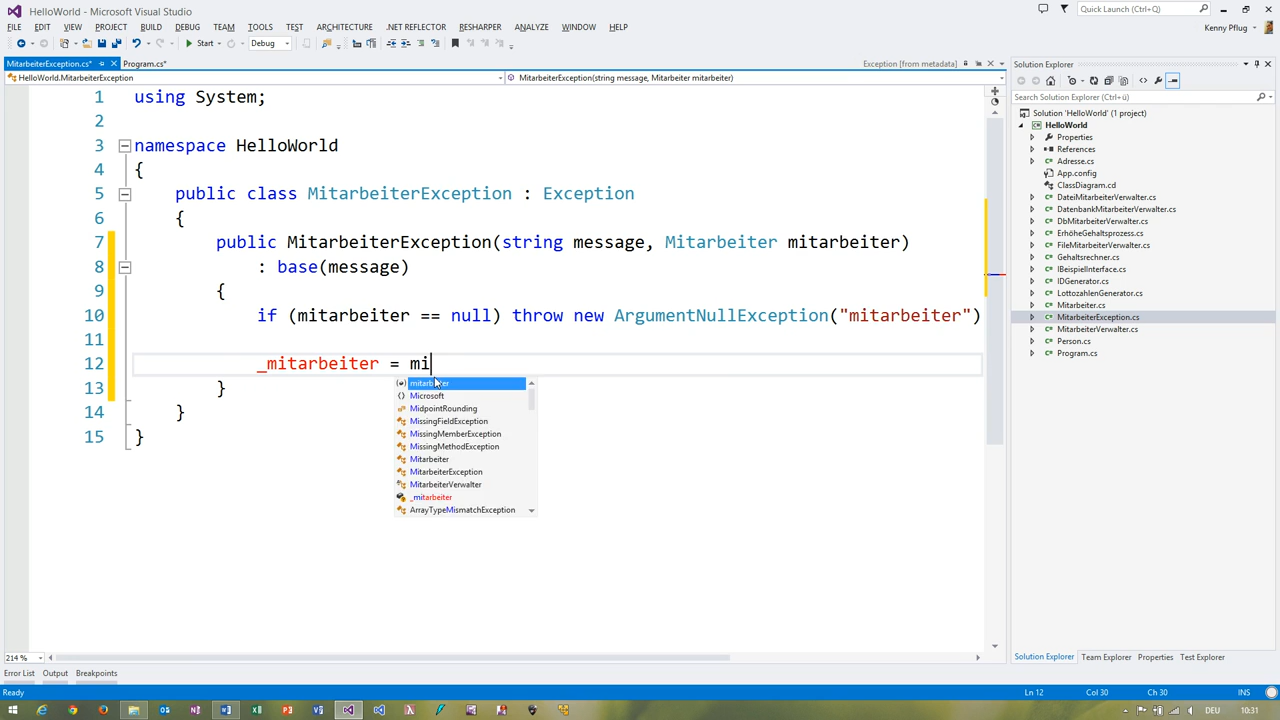 HelloWorld - Microsoft Visual Studio
Quick Launch (Ctrl+Q)
FILE EDIT VIEW PROJECT BUILD DEBUG TEAM TOOLS TEST ARCHITECTURE .NET REFLECTOR RESHARPER ANALYZE WINDOW HELP
Kenny Pflug
Start Debug
MitarbeiterException.cs* Program.cs* Exception [from metadata]
HelloWorld.MitarbeiterException MitarbeiterException(string message, Mitarbeiter mitarbeiter)
1 using System;
2
3 namespace HelloWorld
4 {
5 public class MitarbeiterException : Exception
6 {
7 public MitarbeiterException(string message, Mitarbeiter mitarbeiter)
8 : base(message)
9 {
10 if (mitarbeiter == null) throw new ArgumentNullException("mitarbeiter")
11
12 _mitarbeiter = mi
13 }
14 }
15 }
mitarbeiter
Microsoft
MidpointRounding
MissingFieldException
MissingMemberException
MissingMethodException
Mitarbeiter
MitarbeiterException
MitarbeiterVerwalter
_mitarbeiter
ArrayTypeMismatchException
214 %
Error List Output Breakpoints
Solution Explorer
Search Solution Explorer (Ctrl+ü)
Solution 'HelloWorld' (1 project)
HelloWorld
Properties
References
Adresse.cs
App.config
ClassDiagram.cd
DateiMitarbeiterVerwalter.cs
DatenbankMitarbeiterVerwalter.cs
DbMitarbeiterVerwalter.cs
ErhöheGehaltsprozess.cs
FileMitarbeiterVerwalter.cs
Gehaltsrechner.cs
IBeispielInterface.cs
IDGenerator.cs
LottozahlenGenerator.cs
Mitarbeiter.cs
MitarbeiterException.cs
MitarbeiterVerwalter.cs
Person.cs
Program.cs
Solution Explorer Team Explorer Properties Test Explorer
Ready Ln 12 Col 30 Ch 30 INS
DEU 10:31